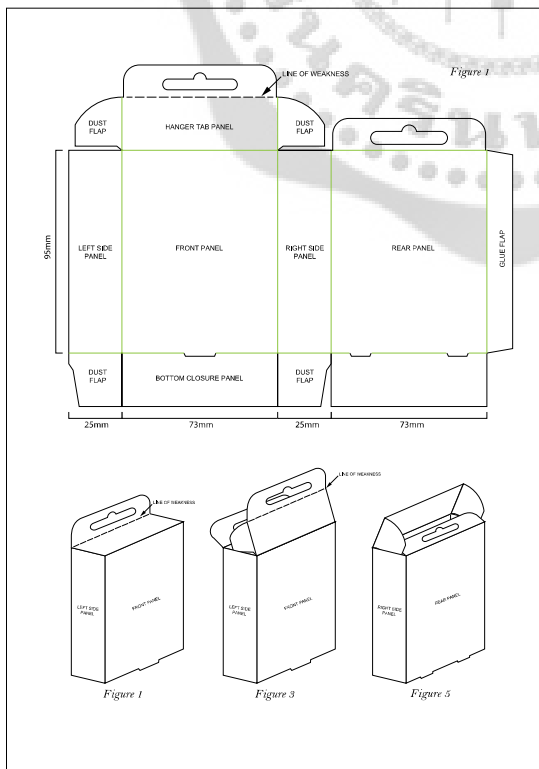 Figure 1
LINE OF WEAKNESS
DUST
FLAP
HANGER TAB PANEL
DUST
FLAP
95mm
LEFT SIDE
PANEL
FRONT PANEL
RIGHT SIDE
PANEL
REAR PANEL
GLUE FLAP
DUST
FLAP
BOTTOM CLOSURE PANEL
DUST
FLAP
25mm
73mm
25mm
73mm
LINE OF WEAKNESS
LEFT SIDE
PANEL
FRONT PANEL
Figure 1
LINE OF WEAKNESS
LEFT SIDE
PANEL
FRONT PANEL
Figure 3
RIGHT SIDE
PANEL
REAR PANEL
Figure 5